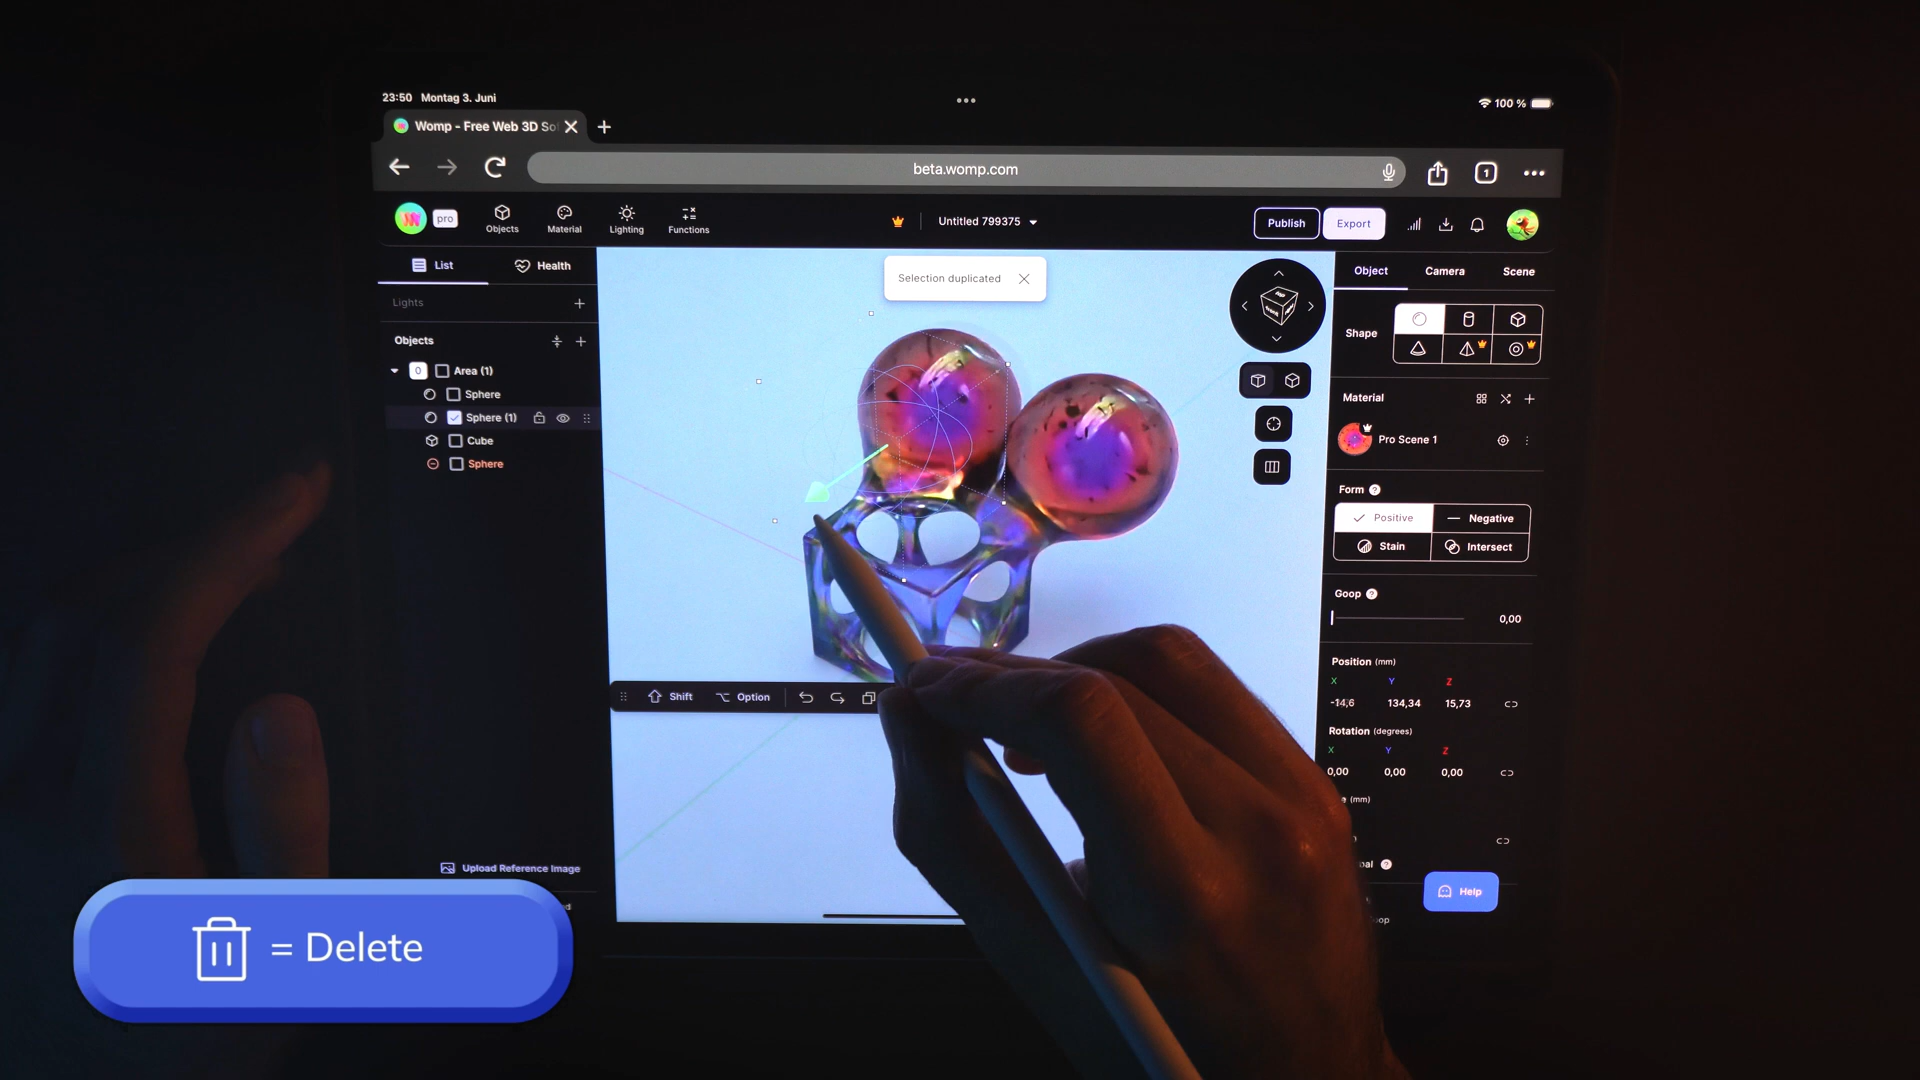 23:50 Montag 3. Juni
100 %
Womp - Free Web 3D So
beta.womp.com
1
pro
Objects
Material
Lighting
Functions
Untitled 799375
Publish
Export
List
Health
Selection duplicated
Object
Camera
Scene
Lights
Objects
0
Area (1)
Sphere
Sphere (1)
Cube
Sphere
Shape
Material
Pro Scene 1
Form ?
Positive
Negative
Stain
Intersect
Goop ?
0,00
Position (mm)
X Y Z
-14,6 134,34 15,73
Rotation (degrees)
X Y Z
0,00 0,00 0,00
(mm)
Shift
Option
Upload Reference Image
Help
= Delete